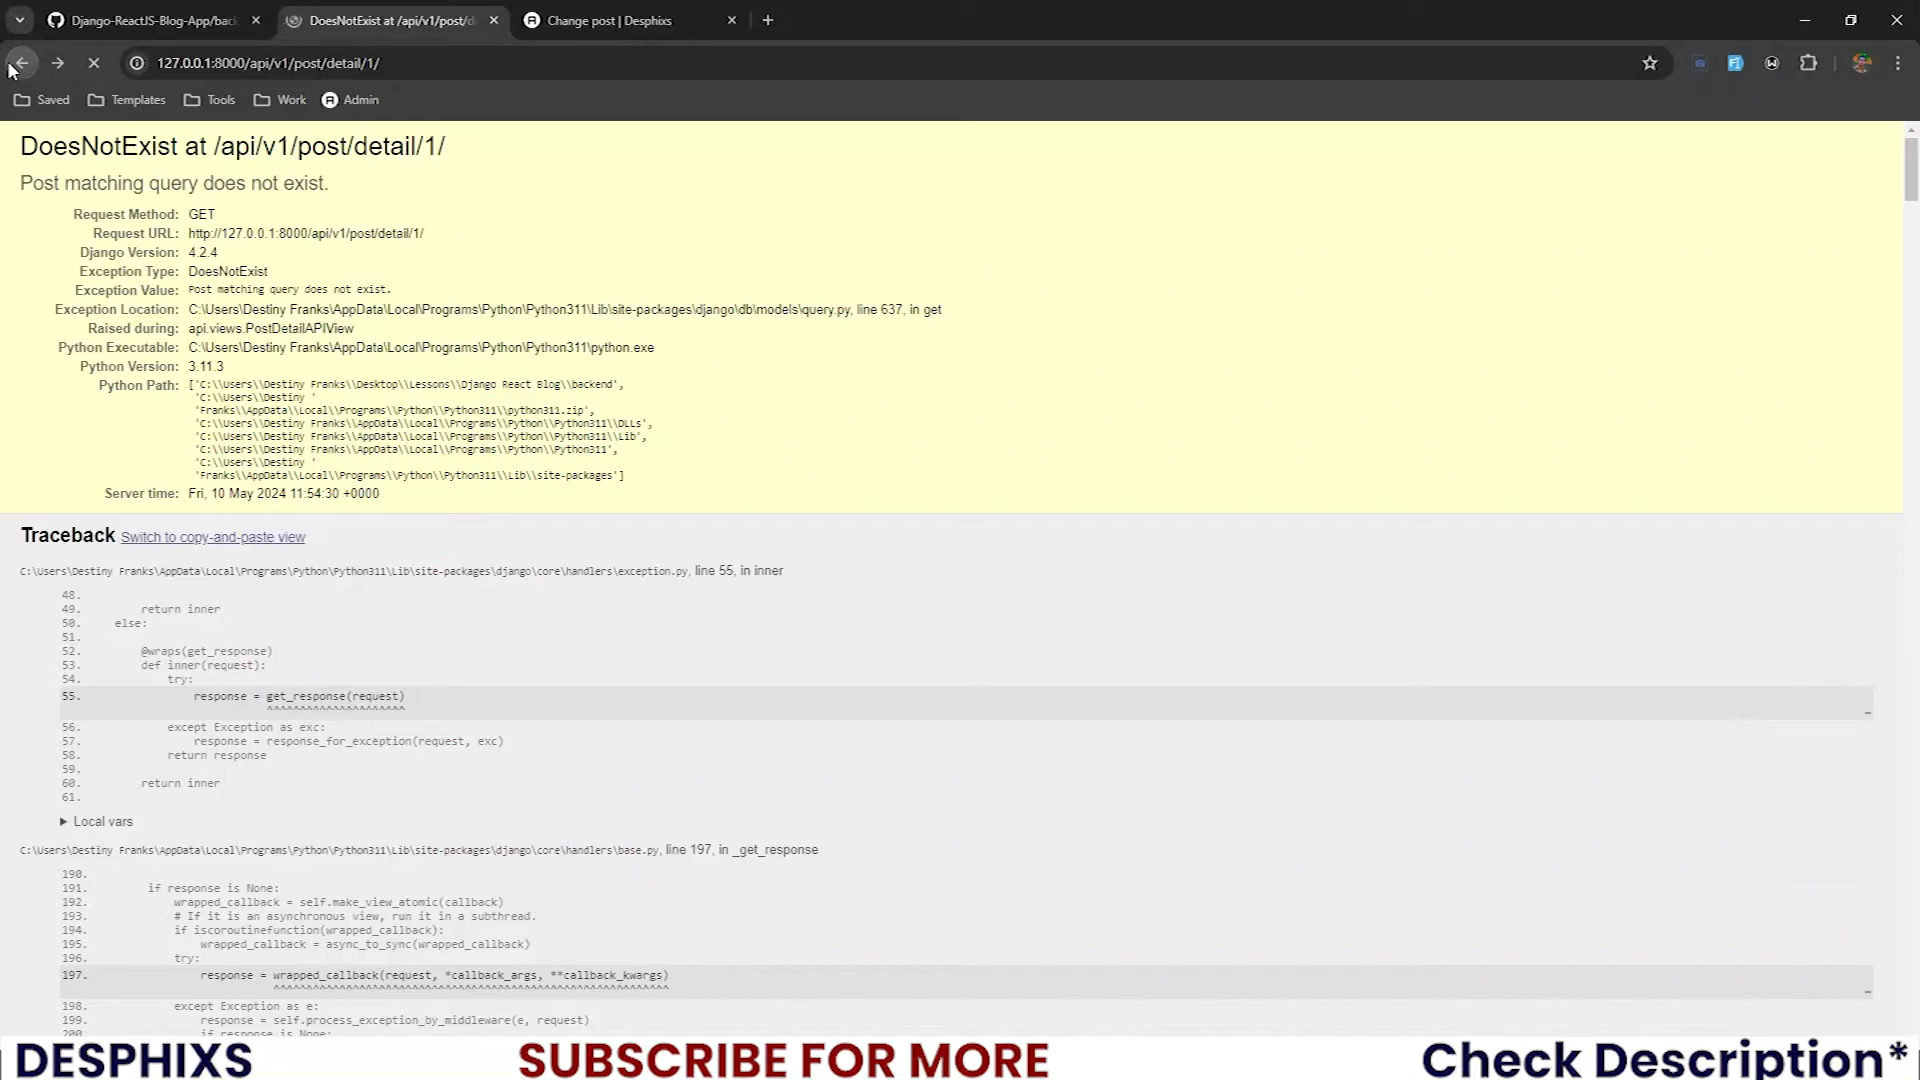 Django-ReactJS-Blog-App/back
DoesNotExist at /api/v1/post/d
Change post | Desphixs
127.0.0.1:8000/api/v1/post/detail/1/
Saved
Templates
Tools
Work
Admin
DoesNotExist at /api/v1/post/detail/1/
Post matching query does not exist.
Request Method: GET
Request URL: http://127.0.0.1:8000/api/v1/post/detail/1/
Django Version: 4.2.4
Exception Type: DoesNotExist
Exception Value: Post matching query does not exist.
Exception Location: C:\Users\Destiny Franks\AppData\Local\Programs\Python\Python311\Lib\site-packages\django\db\models\query.py, line 637, in get
Raised during: api.views.PostDetailAPIView
Python Executable: C:\Users\Destiny Franks\AppData\Local\Programs\Python\Python311\python.exe
Python Version: 3.11.3
Python Path: ['C:\\Users\\Destiny Franks\\Desktop\\Lessons\\Django React Blog\\backend',
'C:\\Users\\Destiny '
'Franks\\AppData\\Local\\Programs\\Python\\Python311\\python311.zip',
'C:\\Users\\Destiny Franks\\AppData\\Local\\Programs\\Python\\Python311\\DLLs',
'C:\\Users\\Destiny Franks\\AppData\\Local\\Programs\\Python\\Python311\\Lib',
'C:\\Users\\Destiny Franks\\AppData\\Local\\Programs\\Python\\Python311',
'C:\\Users\\Destiny '
'Franks\\AppData\\Local\\Programs\\Python\\Python311\\Lib\\site-packages']
Server time: Fri, 10 May 2024 11:54:30 +0000
Traceback Switch to copy-and-paste view
C:\Users\Destiny Franks\AppData\Local\Programs\Python\Python311\Lib\site-packages\django\core\handlers\exception.py, line 55, in inner
48.
49. return inner
50. else:
51.
52. @wraps(get_response)
53. def inner(request):
54. try:
55. response = get_response(request)
^^^^^^^^^^^^^^^^^^^^^
56. except Exception as exc:
57. response = response_for_exception(request, exc)
58. return response
59.
60. return inner
61.
Local vars
C:\Users\Destiny Franks\AppData\Local\Programs\Python\Python311\Lib\site-packages\django\core\handlers\base.py, line 197, in _get_response
190.
191. if response is None:
192. wrapped_callback = self.make_view_atomic(callback)
193. # If it is an asynchronous view, run it in a subthread.
194. if iscoroutinefunction(wrapped_callback):
195. wrapped_callback = async_to_sync(wrapped_callback)
196. try:
197. response = wrapped_callback(request, *callback_args, **callback_kwargs)
^^^^^^^^^^^^^^^^^^^^^^^^^^^^^^^^^^^^^^^^^^^^^^^^^^^^^^^^^^^^
198. except Exception as e:
199. response = self.process_exception_by_middleware(e, request)
200. if response is None:
DESPHIXS
SUBSCRIBE FOR MORE
Check Description*